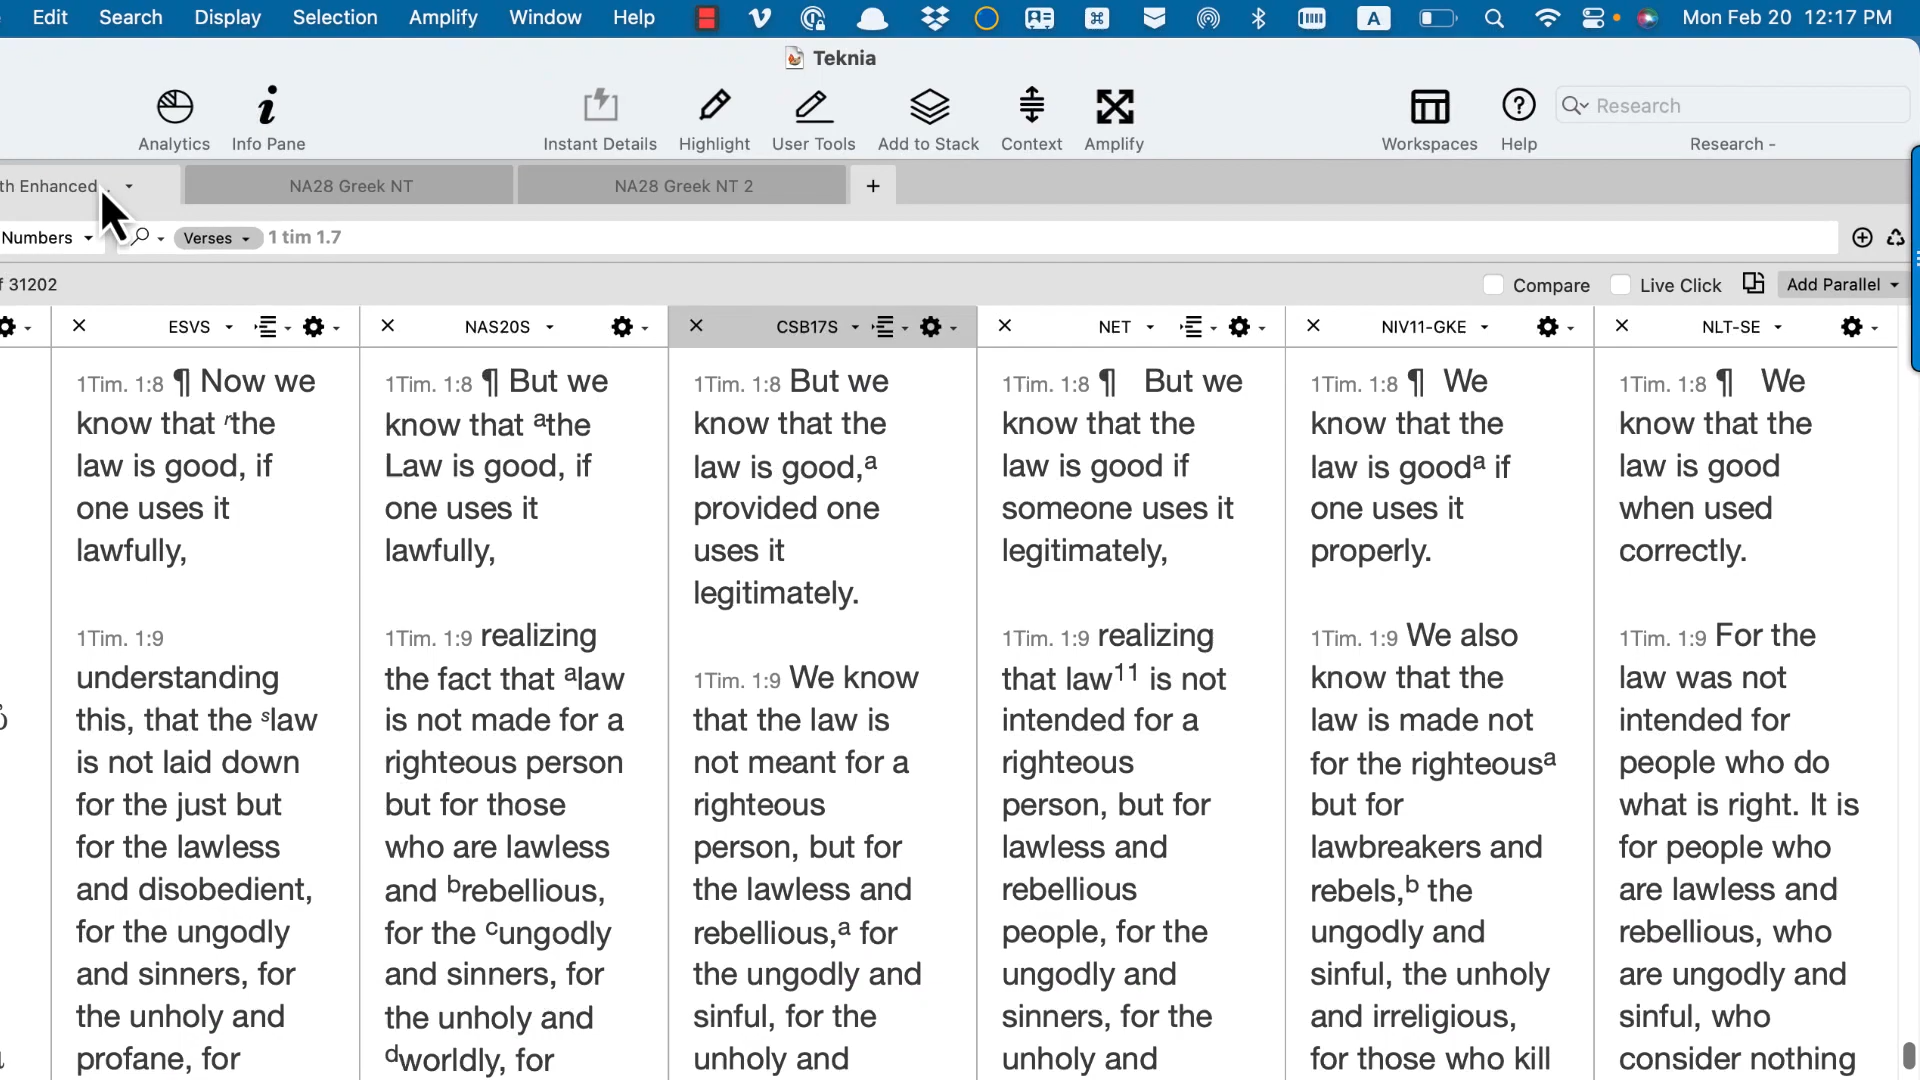 Edit Search Display Selection Amplify Window Help A Mon Feb 20 12:17 PM
Teknia
Analytics Info Pane Instant Details Highlight User Tools Add to Stack Context Amplify Workspaces Help Research
Research -
th Enhanced... NA28 Greek NT NA28 Greek NT 2 +
Numbers Verses 1 tim 1.7
f 31202 Compare Live Click Add Parallel
ESVS NAS20S CSB17S NET NIV11-GKE NLT-SE
1Tim. 1:8 ¶ Now we
know that ʳthe
law is good, if
one uses it
lawfully,
1Tim. 1:9
understanding
this, that the ˢlaw
is not laid down
for the just but
for the lawless
and disobedient,
for the ungodly
and sinners, for
the unholy and
profane, for
1Tim. 1:8 ¶ But we
know that ᵃthe
Law is good, if
one uses it
lawfully,
1Tim. 1:9 realizing
the fact that ᵃlaw
is not made for a
righteous person
but for those
who are lawless
and ᵇrebellious,
for the ᶜungodly
and sinners, for
the unholy and
ᵈworldly, for
1Tim. 1:8 But we
know that the
law is good,ᵃ
provided one
uses it
legitimately.
1Tim. 1:9 We know
that the law is
not meant for a
righteous
person, but for
the lawless and
rebellious,ᵃ for
the ungodly and
sinful, for the
unholy and
1Tim. 1:8 ¶ But we
know that the
law is good if
someone uses it
legitimately,
1Tim. 1:9 realizing
that law¹¹ is not
intended for a
righteous
person, but for
lawless and
rebellious
people, for the
ungodly and
sinners, for the
unholy and
1Tim. 1:8 ¶ We
know that the
law is goodᵃ if
one uses it
properly.
1Tim. 1:9 We also
know that the
law is made not
for the righteousᵃ
but for
lawbreakers and
rebels,ᵇ the
ungodly and
sinful, the unholy
and irreligious,
for those who kill
1Tim. 1:8 ¶ We
know that the
law is good
when used
correctly.
1Tim. 1:9 For the
law was not
intended for
people who do
what is right. It is
for people who
are lawless and
rebellious, who
are ungodly and
sinful, who
consider nothing